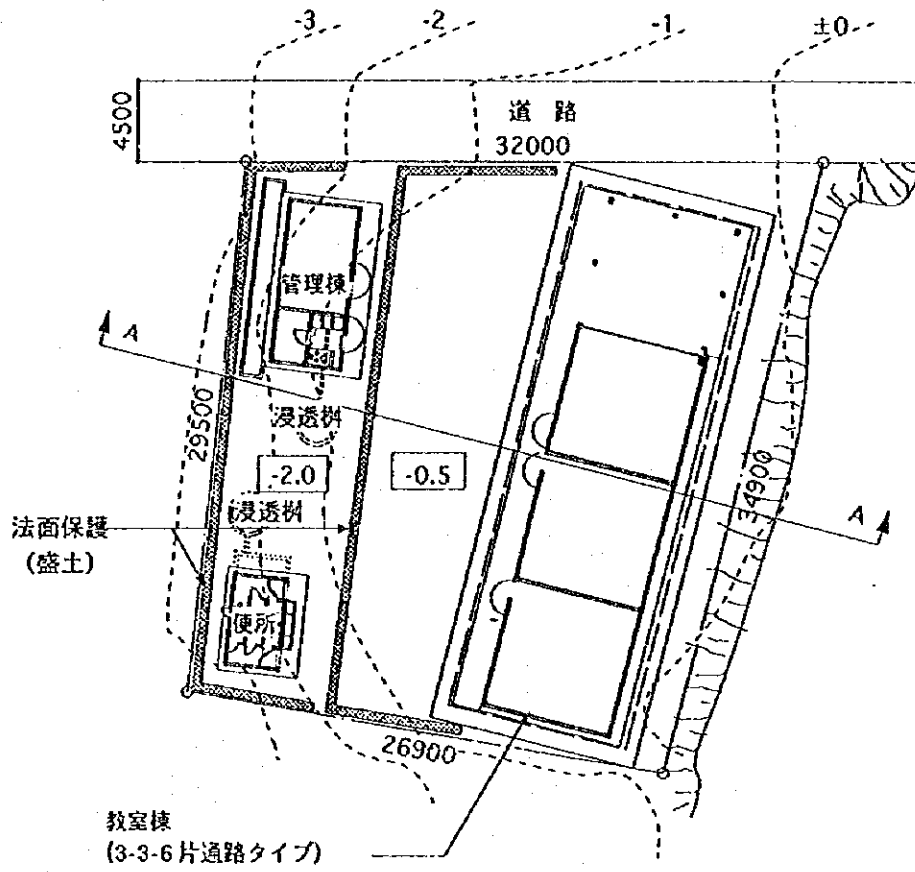 -3
-2
-1
±0
4500
道路
32000
管理棟
A
浸透桝
29500
-2.0
-0.5
浸透桝
34900
法面保護
(盛土)
A
便所
26900
教室棟
(3-3-6片通路タイプ)